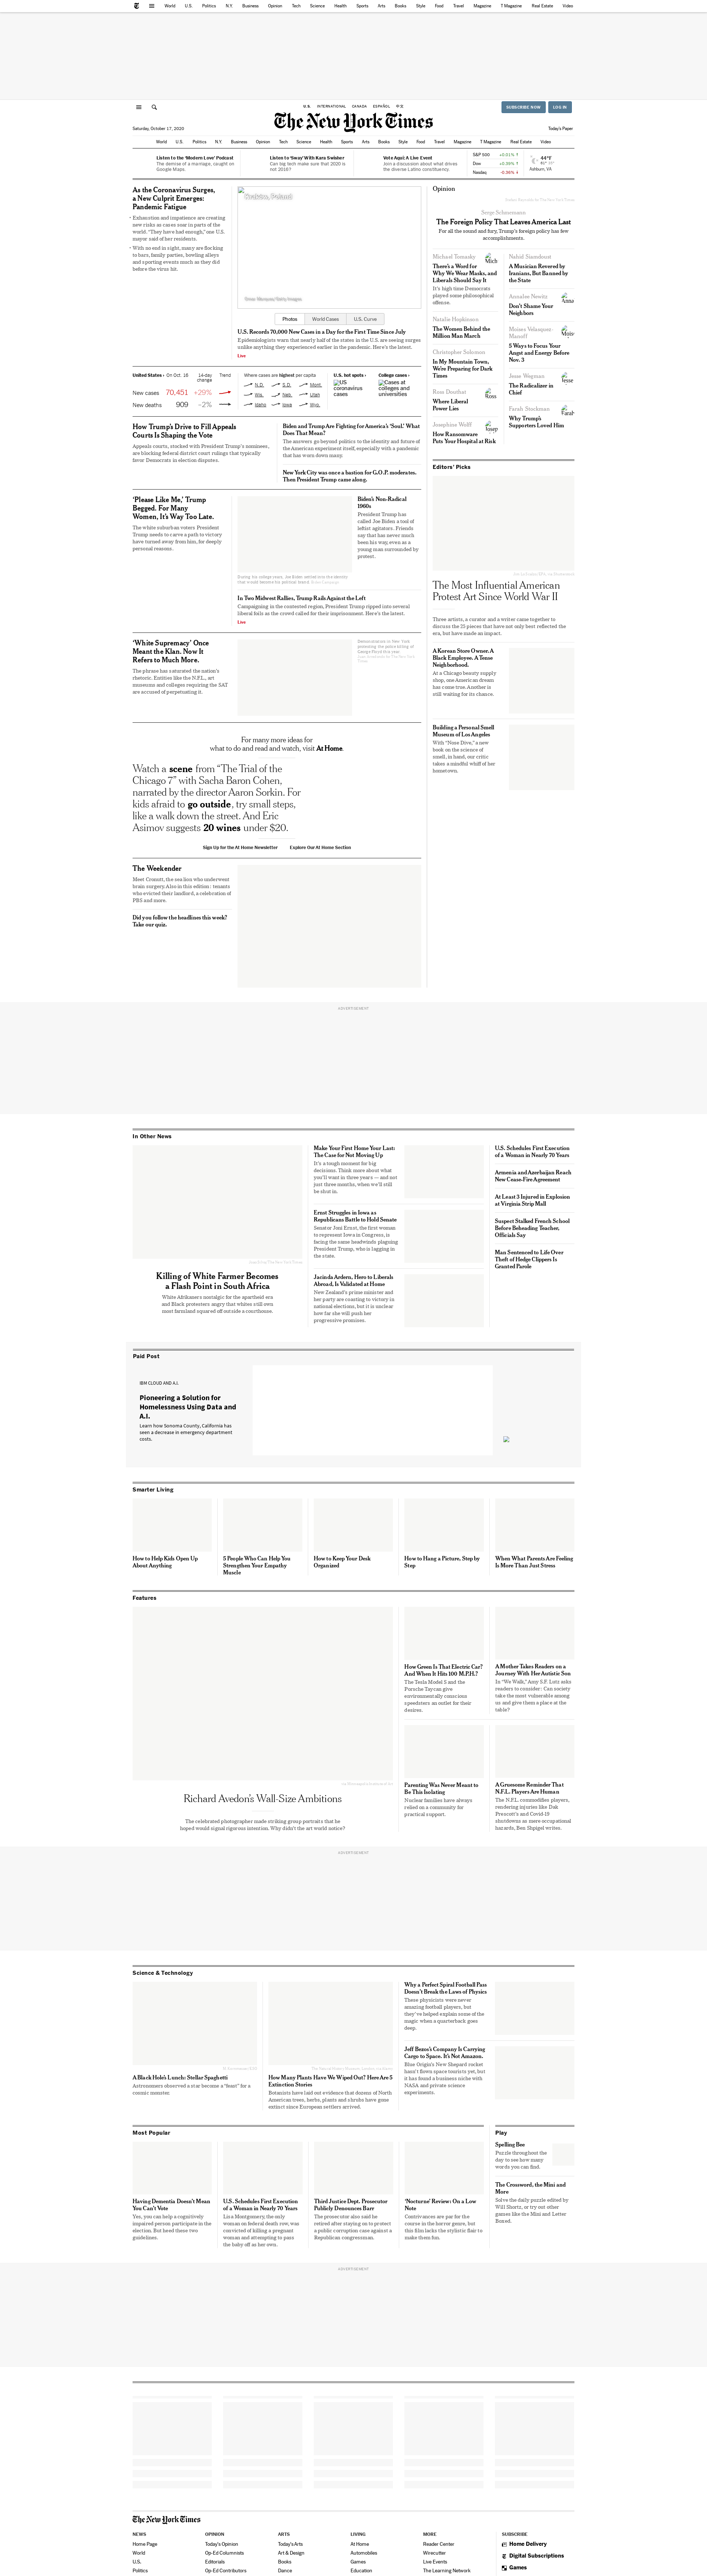 World U.S. Politics N.Y. Business Opinion Tech Science Health Sports Arts Books Style Food Travel Magazine T Magazine Real Estate Video
U.S. INTERNATIONAL CANADA ESPAÑOL 中文
SUBSCRIBE NOW LOG IN
The New York Times
Saturday, October 17, 2020
Today's Paper
World U.S. Politics N.Y. Business Opinion Tech Science Health Sports Arts Books Style Food Travel Magazine T Magazine Real Estate Video
Listen to the 'Modern Love' Podcast
The demise of a marriage, caught on
Google Maps.
Listen to 'Sway' With Kara Swisher
Can big tech make sure that 2020 is
not 2016?
Vote Aquí: A Live Event
Join a discussion about what drives
the diverse Latino constituency.
S&P 500 +0.01% ↑
Dow +0.39% ↑
Nasdaq -0.36% ↓
44°F
Ashburn, VA
As the Coronavirus Surges,
a New Culprit Emerges:
Pandemic Fatigue
Exhaustion and impatience are creating
new risks as cases soar in parts of the
world. "They have had enough," one U.S.
mayor said of her residents.
With no end in sight, many are flocking
to bars, family parties, bowling alleys
and sporting events much as they did
before the virus hit.
Photos World Cases U.S. Curve
U.S. Records 70,000 New Cases in a Day for the First Time Since July
Epidemiologists warn that nearly half of the states in the U.S. are seeing surges
unlike anything they experienced earlier in the pandemic. Here's the latest.
Live
United States › On Oct. 16 14-day
change Trend
New cases 70,451 +29%
New deaths 909 –2%
Where cases are highest per capita
N.D. S.D. Mont.
Wis. Neb. Utah
Idaho Iowa Wyo.
U.S. hot spots ›
US
coronavirus
cases
College cases ›
Cases at
colleges and
universities
How Trump's Drive to Fill Appeals
Courts Is Shaping the Vote
Appeals courts, stacked with President Trump's nominees,
are blocking federal district court rulings that typically
favor Democrats in election disputes.
Biden and Trump Are Fighting for America's 'Soul.' What
Does That Mean?
The answers go beyond politics to the identity and future of
the American experiment itself, especially with a pandemic
that has worn down many.
New York City was once a bastion for G.O.P. moderates.
Then President Trump came along.
'Please Like Me,' Trump
Begged. For Many
Women, It's Way Too Late.
The white suburban voters President
Trump needs to carve a path to victory
have turned away from him, for deeply
personal reasons.
During his college years, Joe Biden settled into the identity
that would become his political brand.
Biden's Non-Radical
1960s
President Trump has
called Joe Biden a tool of
leftist agitators. Friends
say that has never much
been his way, even as a
young man surrounded by
protest.
In Two Midwest Rallies, Trump Rails Against the Left
Campaigning in the contested region, President Trump ripped into several
liberal foils as the crowd called for their imprisonment. Here's the latest.
Live
'White Supremacy' Once
Meant the Klan. Now It
Refers to Much More.
The phrase has saturated the nation's
rhetoric. Entities like the N.F.L., art
museums and colleges requiring the SAT
are accused of perpetuating it.
Demonstrators in New York
protesting the police killing of
George Floyd this year.
For many more ideas for
what to do and read and watch, visit At Home.
Watch a scene from "The Trial of the
Chicago 7" with Sacha Baron Cohen,
narrated by the director Aaron Sorkin. For
kids afraid to go outside, try small steps,
like a walk down the street. And Eric
Asimov suggests 20 wines under $20.
Sign Up for the At Home Newsletter Explore Our At Home Section
The Weekender
Meet Cronutt, the sea lion who underwent
brain surgery. Also in this edition: tenants
who evicted their landlord, a celebration of
PBS and more.
Did you follow the headlines this week?
Take our quiz.
Opinion
Serge Schmemann
The Foreign Policy That Leaves America Last
For all the sound and fury, Trump's foreign policy has few
accomplishments.
Michael Tomasky
There's a Word for
Why We Wear Masks, and
Liberals Should Say It
It's high time Democrats
played some philosophical
offense.
Natalie Hopkinson
The Women Behind the
Million Man March
Christopher Solomon
In My Mountain Town,
We're Preparing for Dark
Times
Ross Douthat
Where Liberal
Power Lies
Josephine Wolff
How Ransomware
Puts Your Hospital at Risk
Nahid Siamdoust
A Musician Revered by
Iranians, But Banned by
the State
Annalee Newitz
Don't Shame Your
Neighbors
Moises Velasquez-
Manoff
5 Ways to Focus Your
Angst and Energy Before
Nov. 3
Jesse Wegman
The Radicalizer in
Chief
Farah Stockman
Why Trump's
Supporters Loved Him
Editors' Picks
The Most Influential American
Protest Art Since World War II
Three artists, a curator and a writer came together to
discuss the 25 pieces that have not only best reflected the
era, but have made an impact.
A Korean Store Owner. A
Black Employee. A Tense
Neighborhood.
At a Chicago beauty supply
shop, one American dream
has come true. Another is
still waiting for its chance.
Building a Personal Smell
Museum of Los Angeles
With "Nose Dive," a new
book on the science of
smell, in hand, our critic
takes a mindful whiff of her
hometown.
ADVERTISEMENT
In Other News
Killing of White Farmer Becomes
a Flash Point in South Africa
White Afrikaners nostalgic for the apartheid era
and Black protesters angry that whites still own
most farmland squared off outside a courthouse.
Make Your First Home Your Last:
The Case for Not Moving Up
It's a tough moment for big
decisions. Think more about what
you'll want in three years — and not
just three months, when we'll still
be shut in.
Ernst Struggles in Iowa as
Republicans Battle to Hold Senate
Senator Joni Ernst, the first woman
to represent Iowa in Congress, is
facing the same headwinds plaguing
President Trump, who is lagging in
the state.
Jacinda Ardern, Hero to Liberals
Abroad, Is Validated at Home
New Zealand's prime minister and
her party are coasting to victory in
national elections, but it is unclear
how far she will push her
progressive promises.
U.S. Schedules First Execution
of a Woman in Nearly 70 Years
Armenia and Azerbaijan Reach
New Cease-Fire Agreement
At Least 3 Injured in Explosion
at Virginia Strip Mall
Suspect Stalked French School
Before Beheading Teacher,
Officials Say
Man Sentenced to Life Over
Theft of Hedge Clippers Is
Granted Parole
Paid Post
IBM CLOUD AND A.I.
Pioneering a Solution for
Homelessness Using Data and
A.I.
Learn how Sonoma County, California has
seen a decrease in emergency department
costs.
Smarter Living
How to Help Kids Open Up
About Anything
5 People Who Can Help You
Strengthen Your Empathy
Muscle
How to Keep Your Desk
Organized
How to Hang a Picture, Step by
Step
When What Parents Are Feeling
Is More Than Just Stress
Features
Richard Avedon's Wall-Size Ambitions
The celebrated photographer made striking group portraits that he
hoped would signal rigorous intention. Why didn't the art world notice?
How Green Is That Electric Car?
And When It Hits 100 M.P.H.?
The Tesla Model S and the
Porsche Taycan give
environmentally conscious
speedsters an outlet for their
desires.
A Mother Takes Readers on a
Journey With Her Autistic Son
In "We Walk," Amy S.F. Lutz asks
readers to consider: Can society
take the most vulnerable among
us and give them a place at the
table?
Parenting Was Never Meant to
Be This Isolating
Nuclear families have always
relied on a community for
practical support.
A Gruesome Reminder That
N.F.L. Players Are Human
The N.F.L. commodifies players,
rendering injuries like Dak
Prescott's and Covid-19
shutdowns as mere occupational
hazards, Ben Shpigel writes.
ADVERTISEMENT
Science & Technology
A Black Hole's Lunch: Stellar Spaghetti
Astronomers observed a star become a "feast" for a
cosmic monster.
How Many Plants Have We Wiped Out? Here Are 5
Extinction Stories
Botanists have laid out evidence that dozens of North
American trees, herbs, plants and shrubs have gone
extinct since European settlers arrived.
Why a Perfect Spiral Football Pass
Doesn't Break the Laws of Physics
These physicists were never
amazing football players, but
they've helped explain some of the
magic when a quarterback goes
deep.
Jeff Bezos's Company Is Carrying
Cargo to Space. It's Not Amazon.
Blue Origin's New Shepard rocket
hasn't flown space tourists yet, but
it has found a business niche with
NASA and private science
experiments.
Most Popular
Having Dementia Doesn't Mean
You Can't Vote
Yes, you can help a cognitively
impaired person participate in the
election. But heed these two
guidelines.
U.S. Schedules First Execution
of a Woman in Nearly 70 Years
Lisa Montgomery, the only
woman on federal death row, was
convicted of killing a pregnant
woman and attempting to pass
the baby off as her own.
Third Justice Dept. Prosecutor
Publicly Denounces Barr
The prosecutor also said he
retired after staying on to protect
a public corruption case against a
Republican congressman.
'Nocturne' Review: On a Low
Note
Contrivances are par for the
course in the horror genre, but
this film lacks the stylistic flair to
make them fun.
Play
Spelling Bee
Puzzle throughout the
day to see how many
words you can find.
The Crossword, the Mini and
More
Solve the daily puzzle edited by
Will Shortz, or try out other
games like the Mini and Letter
Boxed.
ADVERTISEMENT
The New York Times
NEWS
Home Page
World
U.S.
Politics
OPINION
Today's Opinion
Op-Ed Columnists
Editorials
Op-Ed Contributors
ARTS
Today's Arts
Art & Design
Books
Dance
LIVING
At Home
Automobiles
Games
Education
MORE
Reader Center
Wirecutter
Live Events
The Learning Network
SUBSCRIBE
Home Delivery
Digital Subscriptions
Games